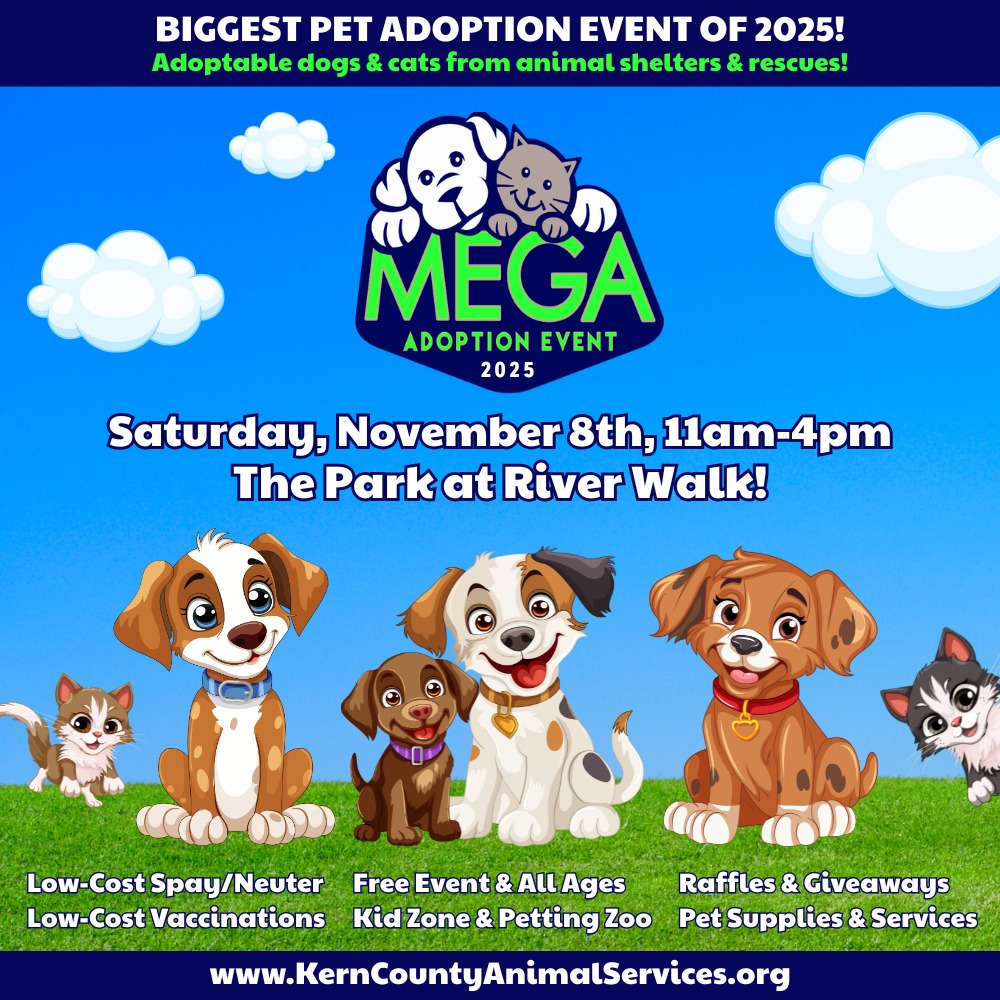 BIGGEST PET ADOPTION EVENT OF 2025!
Adoptable dogs & cats from animal shelters & rescues!
MEGA
ADOPTION EVENT
2025
Saturday, November 8th, 11am-4pm
The Park at River Walk!
Low-Cost Spay/Neuter
Low-Cost Vaccinations
Free Event & All Ages
Kid Zone & Petting Zoo
Raffles & Giveaways
Pet Supplies & Services
www.KernCountyAnimalServices.org